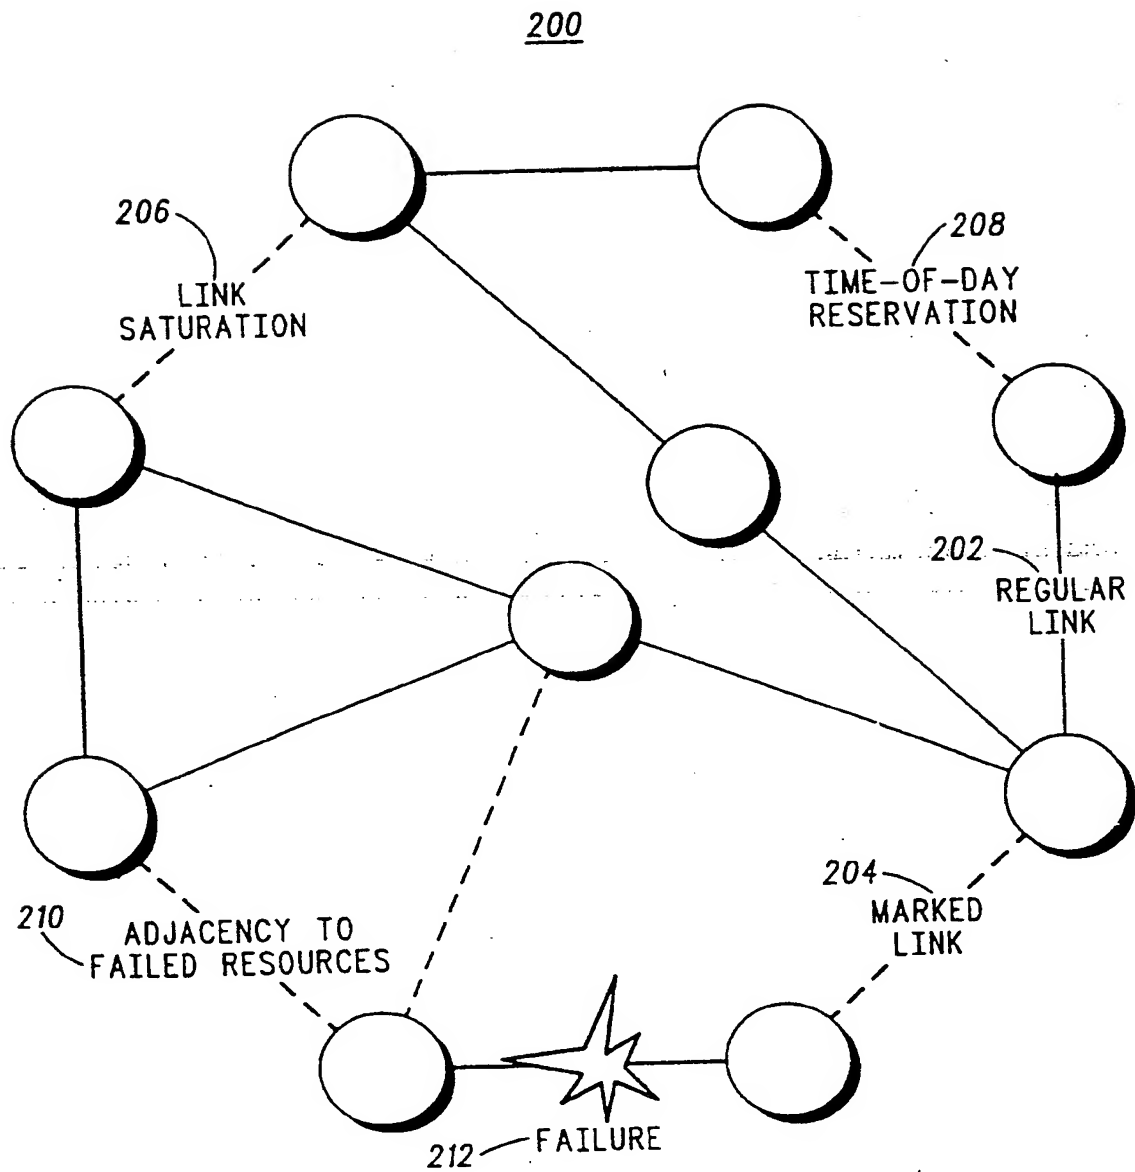 200
206
LINK
SATURATION
208
TIME-OF-DAY
RESERVATION
202
REGULAR
LINK
204
MARKED
LINK
210
ADJACENCY TO
FAILED RESOURCES
212
FAILURE